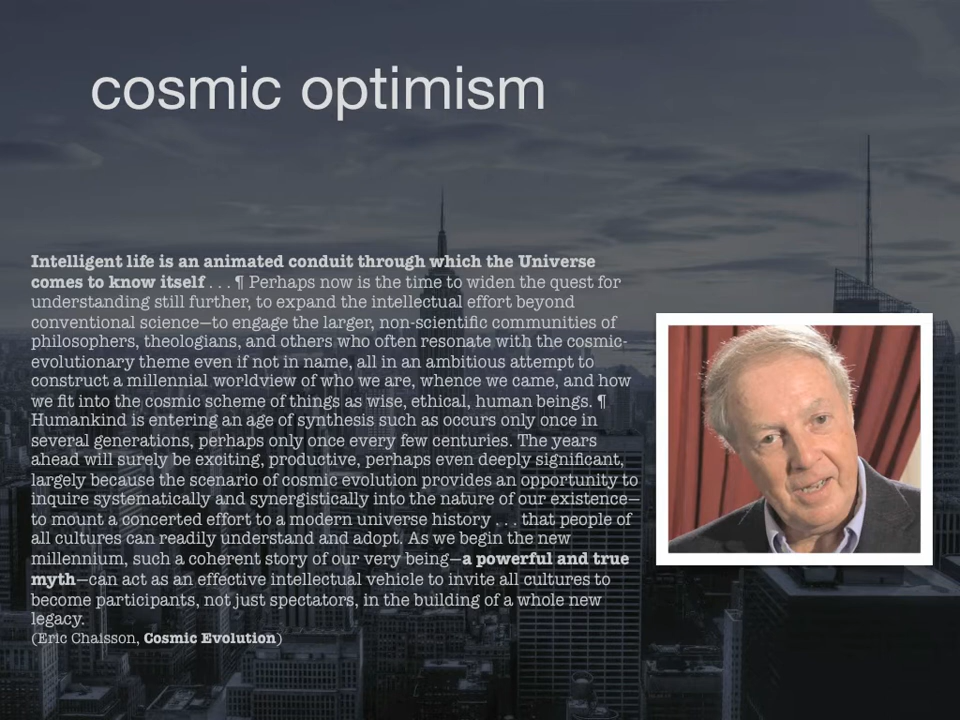 cosmic optimism
Intelligent life is an animated conduit through which the Universe
comes to know itself . . . ¶ Perhaps now is the time to widen the quest for
understanding still further, to expand the intellectual effort beyond
conventional science—to engage the larger, non-scientific communities of
philosophers, theologians, and others who often resonate with the cosmic-
evolutionary theme even if not in name, all in an ambitious attempt to
construct a millennial worldview of who we are, whence we came, and how
we fit into the cosmic scheme of things as wise, ethical, human beings. ¶
Humankind is entering an age of synthesis such as occurs only once in
several generations, perhaps only once every few centuries. The years
ahead will surely be exciting, productive, perhaps even deeply significant,
largely because the scenario of cosmic evolution provides an opportunity to
inquire systematically and synergistically into the nature of our existence—
to mount a concerted effort to a modern universe history . . . that people of
all cultures can readily understand and adopt. As we begin the new
millennium, such a coherent story of our very being—a powerful and true
myth—can act as an effective intellectual vehicle to invite all cultures to
become participants, not just spectators, in the building of a whole new
legacy.
(Eric Chaisson, Cosmic Evolution)